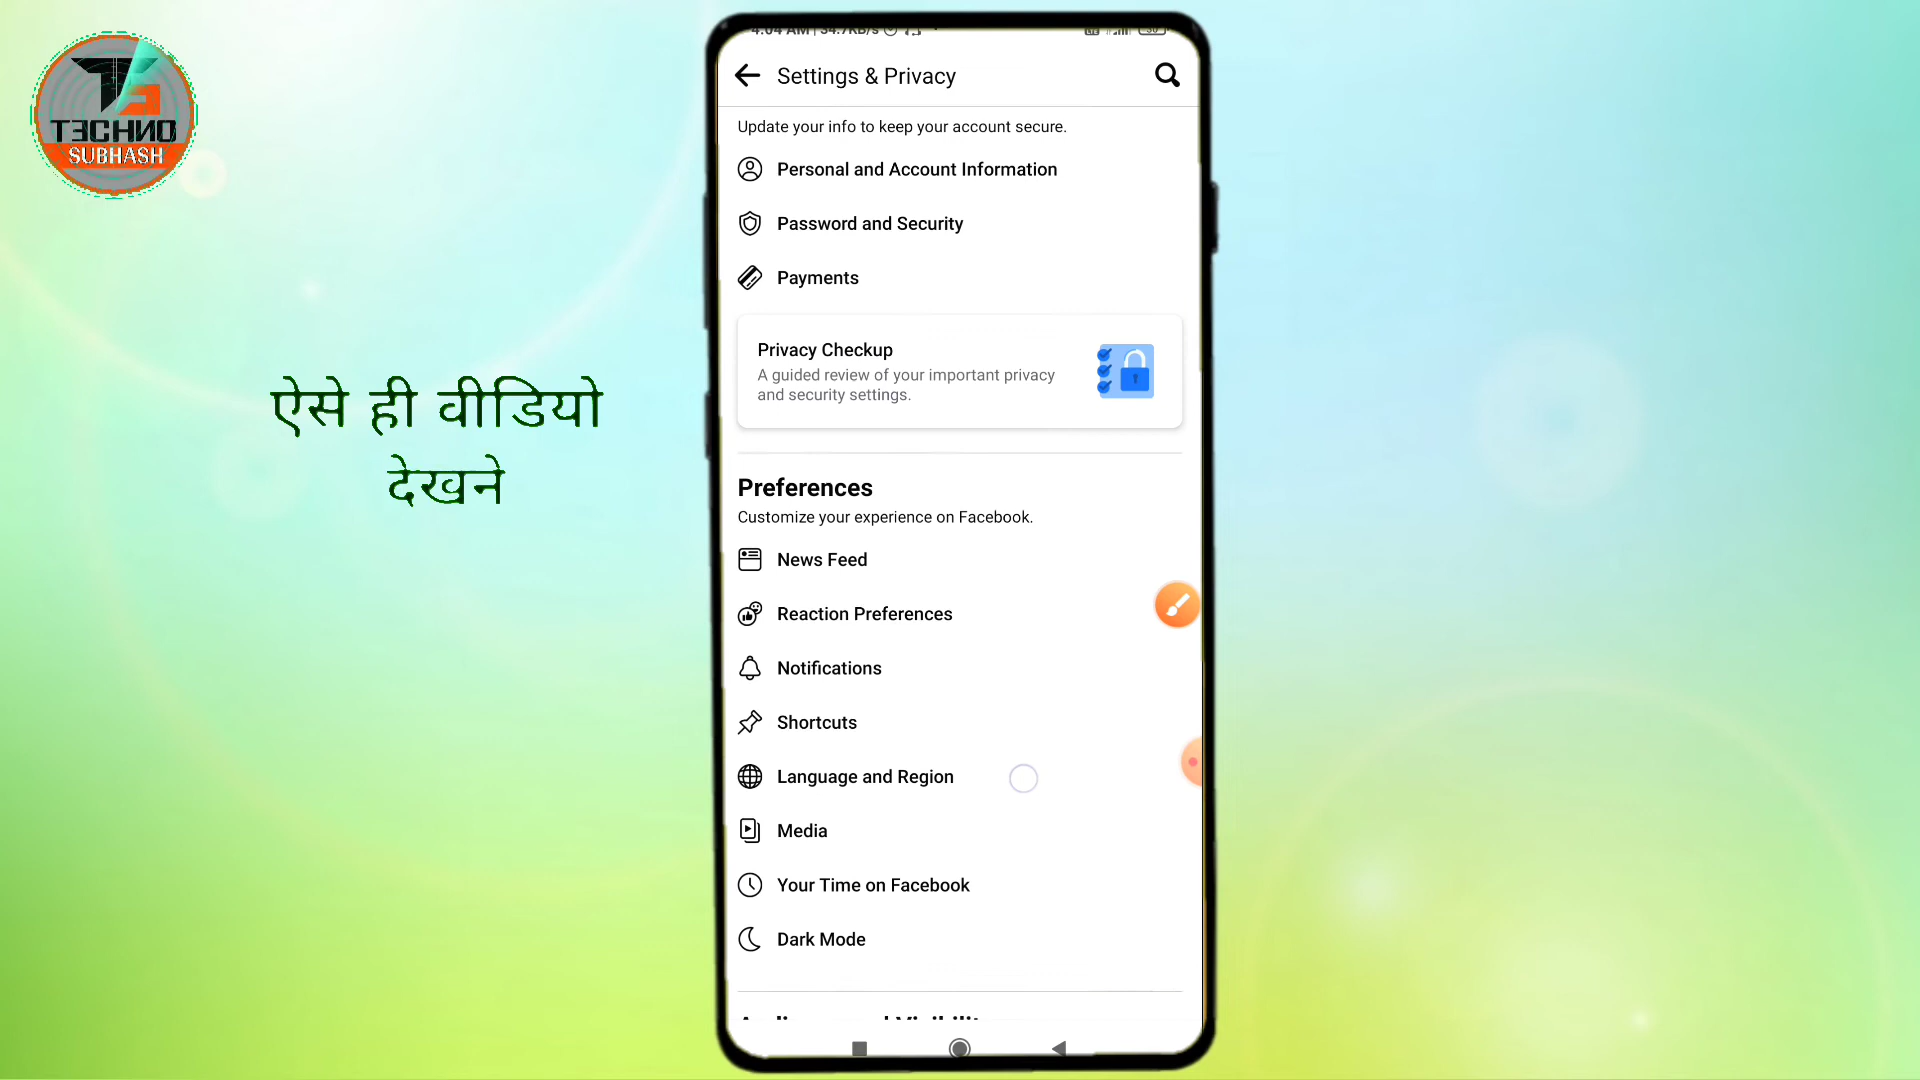 4:04 AM | 34.7KB/s
Settings & Privacy
Update your info to keep your account secure.
Personal and Account Information
Password and Security
Payments
Privacy Checkup
A guided review of your important privacy
and security settings.
Preferences
Customize your experience on Facebook.
News Feed
Reaction Preferences
Notifications
Shortcuts
Language and Region
Media
Your Time on Facebook
Dark Mode
TECHNO
SUBHASH
ऐसे ही वीडियो
देखने